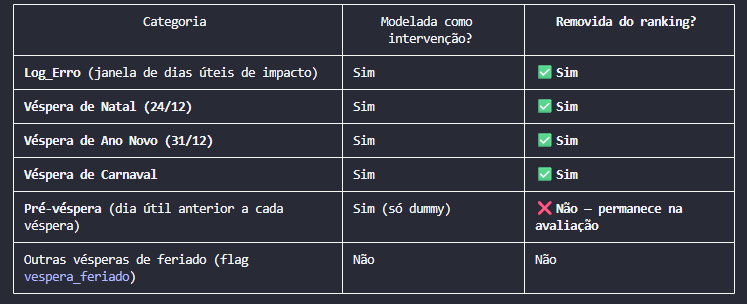 Categoria
Modelada como
intervenção?
Removida do ranking?
Log_Erro (janela de dias úteis de impacto)
Sim
✅ Sim
Véspera de Natal (24/12)
Sim
✅ Sim
Véspera de Ano Novo (31/12)
Sim
✅ Sim
Véspera de Carnaval
Sim
✅ Sim
Pré-véspera (dia útil anterior a cada
véspera)
Sim (só dummy)
❌ Não — permanece na
avaliação
Outras vésperas de feriado (flag
vespera_feriado)
Não
Não